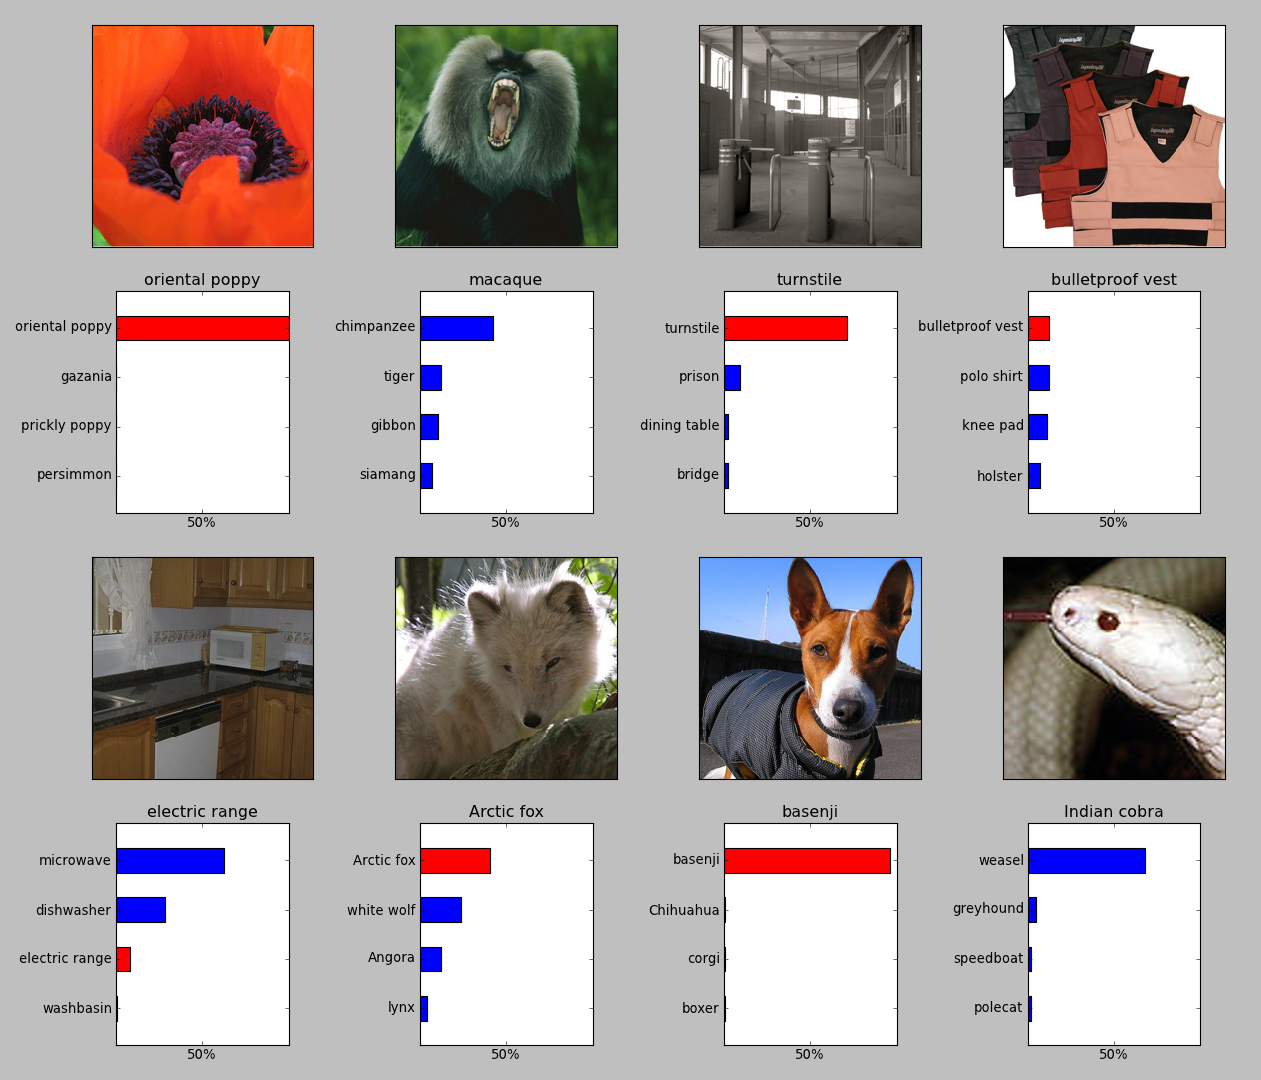 oriental poppy
oriental poppy
gazania
prickly poppy
persimmon
50%
macaque
chimpanzee
tiger
gibbon
siamang
50%
turnstile
turnstile
prison
dining table
bridge
50%
bulletproof vest
bulletproof vest
polo shirt
knee pad
holster
50%
electric range
microwave
dishwasher
electric range
washbasin
50%
Arctic fox
Arctic fox
white wolf
Angora
lynx
50%
basenji
basenji
Chihuahua
corgi
boxer
50%
Indian cobra
weasel
greyhound
speedboat
polecat
50%